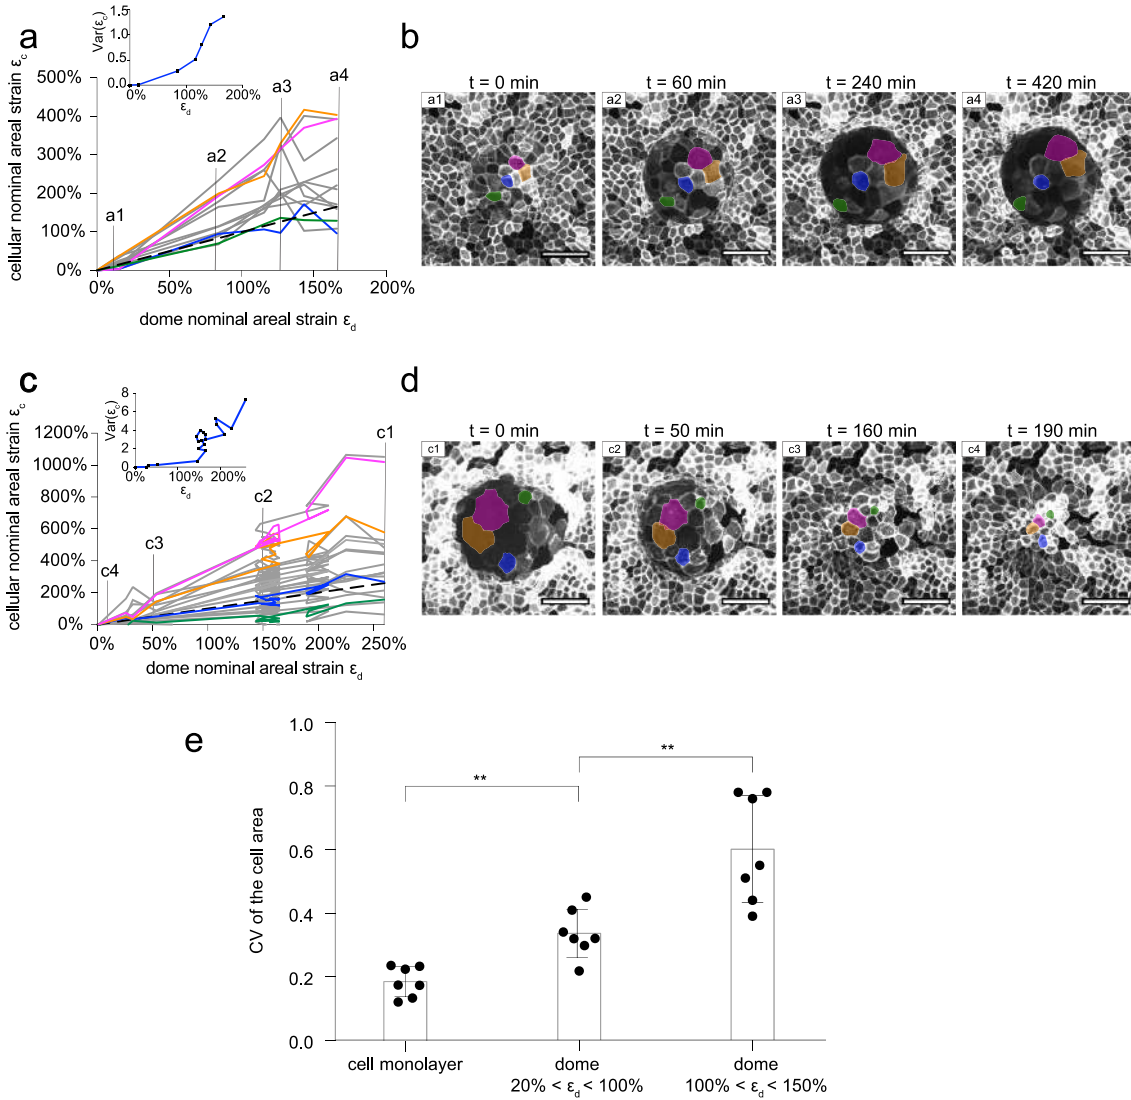 a
1.5
1.0
0.5
0.0
Var(εc)
0% 100% 200%
εd
500%
400%
300%
200%
100%
0%
cellular nominal areal strain εc
a1
a2
a3
a4
0% 50% 100% 150% 200%
dome nominal areal strain εd
b
t = 0 min
t = 60 min
t = 240 min
t = 420 min
a1
a2
a3
a4
c
8
6
4
2
0
Var(εc)
0% 100% 200%
εd
1200%
1000%
800%
600%
400%
200%
0%
cellular nominal areal strain εc
c4
c3
c2
c1
0% 50% 100% 150% 200% 250%
dome nominal areal strain εd
d
t = 0 min
t = 50 min
t = 160 min
t = 190 min
c1
c2
c3
c4
e
1.0
0.8
0.6
0.4
0.2
0.0
CV of the cell area
**
**
cell monolayer
dome
20% < εd < 100%
dome
100% < εd < 150%